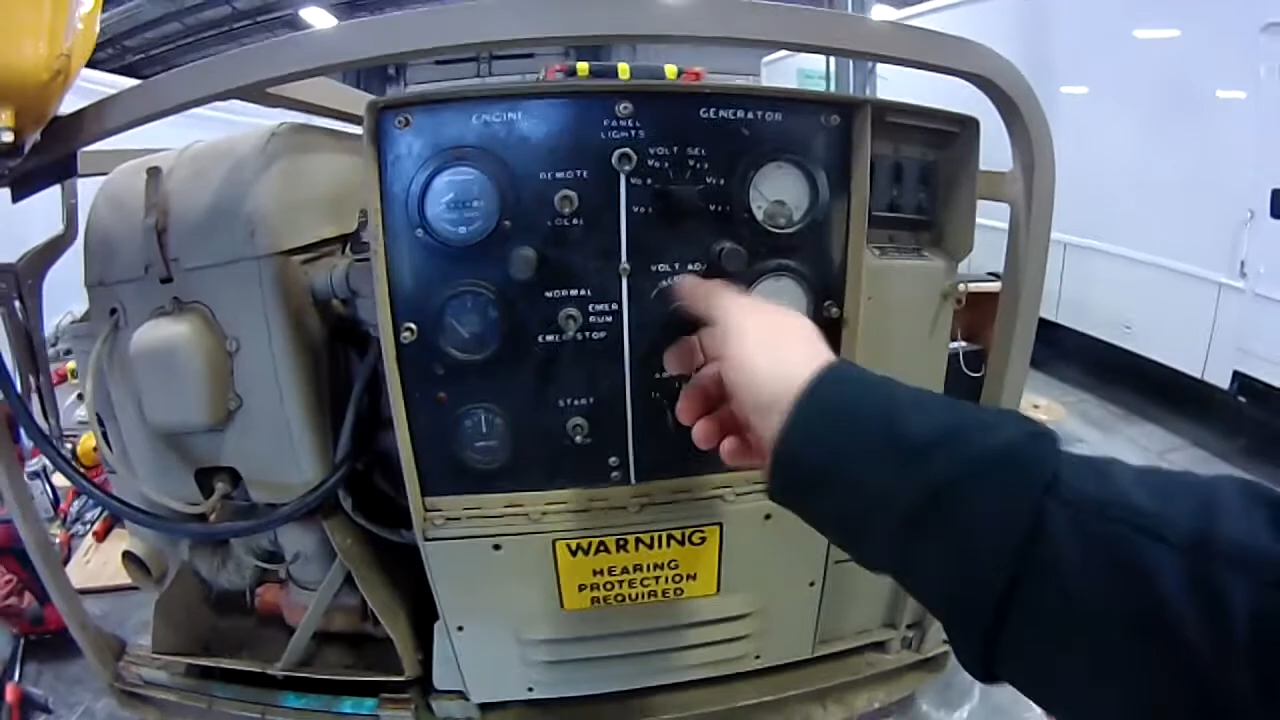 ENGINE
PANEL
LIGHTS
GENERATOR
REMOTE
LOCAL
VOLT SEL
VOLT ADJ
NORMAL
EMER
RUN
EMER STOP
START
WARNING
HEARING
PROTECTION
REQUIRED